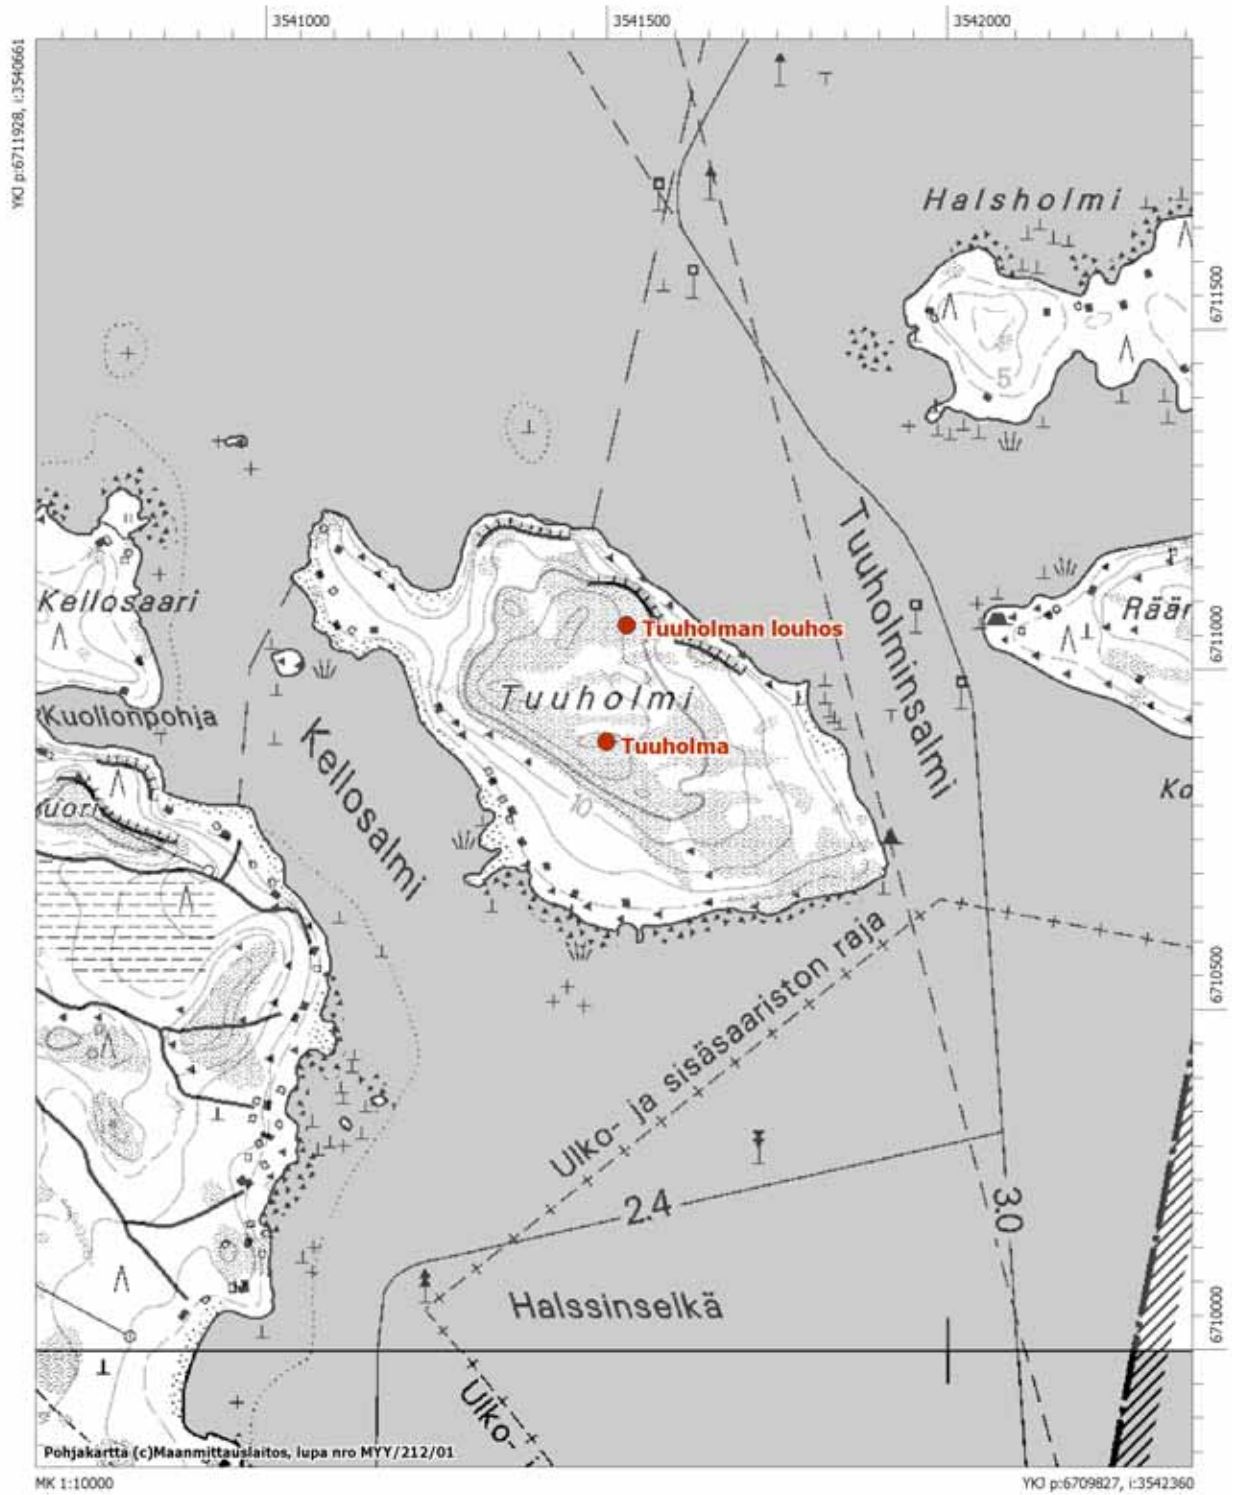 3541000
3541500
3542000
YKJ p:6711928, i:3540661
Halsholmi
6711500
5
Tuuholminsalmi
Kellosaari
Rääv
6711000
Tuuholman louhos
Tuuholmi
Kuolionpohja
Tuuholma
Kellosalmi
Ko
uori
10
6710500
Ulko- ja sisäsaariston raja
2.4
3.0
Halssinselkä
6710000
Ulko-
Pohjakartta (c)Maanmittauslaitos, lupa nro MYY/212/01
MK 1:10000
YKJ p:6709827, i:3542360